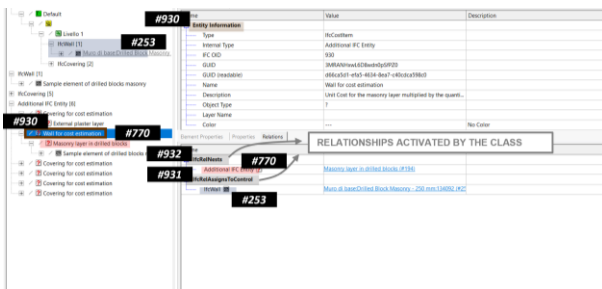 Default
#930
Livello 1
IfcWall [1]
#253
Muro di base:Drilled Block Masonry
IfcCovering [2]
IfcWall [1]
Sample element of drilled blocks masonry
IfcCovering [5]
Additional IFC Entity [6]
Covering for cost estimation
#930
External plaster layer
Wall for cost estimation
#770
Masonry layer in drilled blocks
Sample element of drilled blocks
Covering for cost estimation
Covering for cost estimation
Covering for cost estimation
Covering for cost estimation
Value
Description
Entity Information
Type
IfcCostItem
Internal Type
Additional IFC Entity
IFC OID
930
GUID
GUID (readable)
Name
Wall for cost estimation
Description
Unit Cost for the masonry layer multiplied by the quanti...
Object Type
?
Layer Name
Color
---
No Color
Element Properties
Properties
Relations
RELATIONSHIPS ACTIVATED BY THE CLASS
#932
IfcRelNests
#770
Additional IFC Entity (2)
Masonry layer in drilled blocks (#194)
#931
IfcRelAssignsToControl
IfcWall
Muro di base:Drilled Block Masonry - 250 mm:134092 (#25
#253